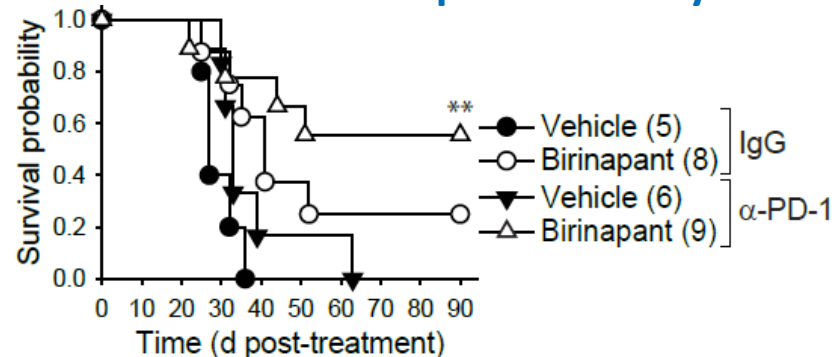 Survival probability
1.0
0.8
0.6
0.4
0.2
0.0
0 10 20 30 40 50 60 70 80 90
Time (d post-treatment)
**
Vehicle (5)
Birinapant (8)
IgG
Vehicle (6)
Birinapant (9)
α-PD-1